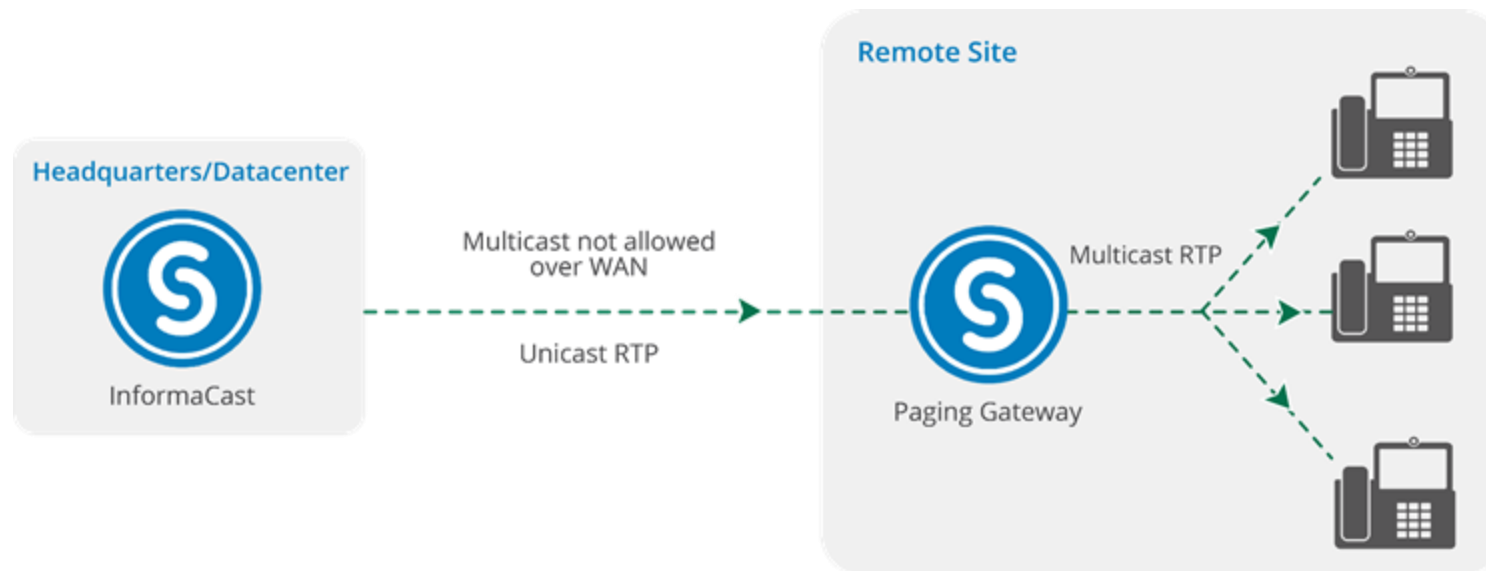 Remote Site
Headquarters/Datacenter
Multicast not allowed
over WAN
Multicast RTP
Unicast RTP
InformaCast
Paging Gateway